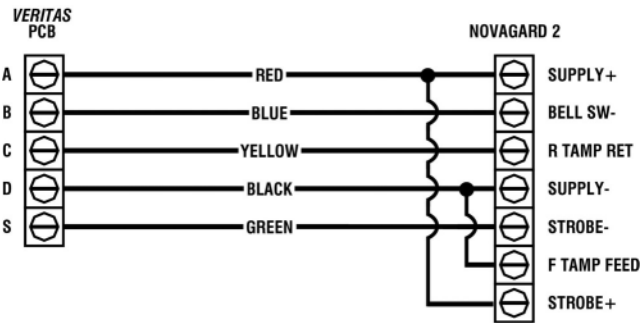 VERITAS
PCB
NOVAGARD 2
A RED SUPPLY+
B BLUE BELL SW-
C YELLOW R TAMP RET
D BLACK SUPPLY-
S GREEN STROBE-
F TAMP FEED
STROBE+